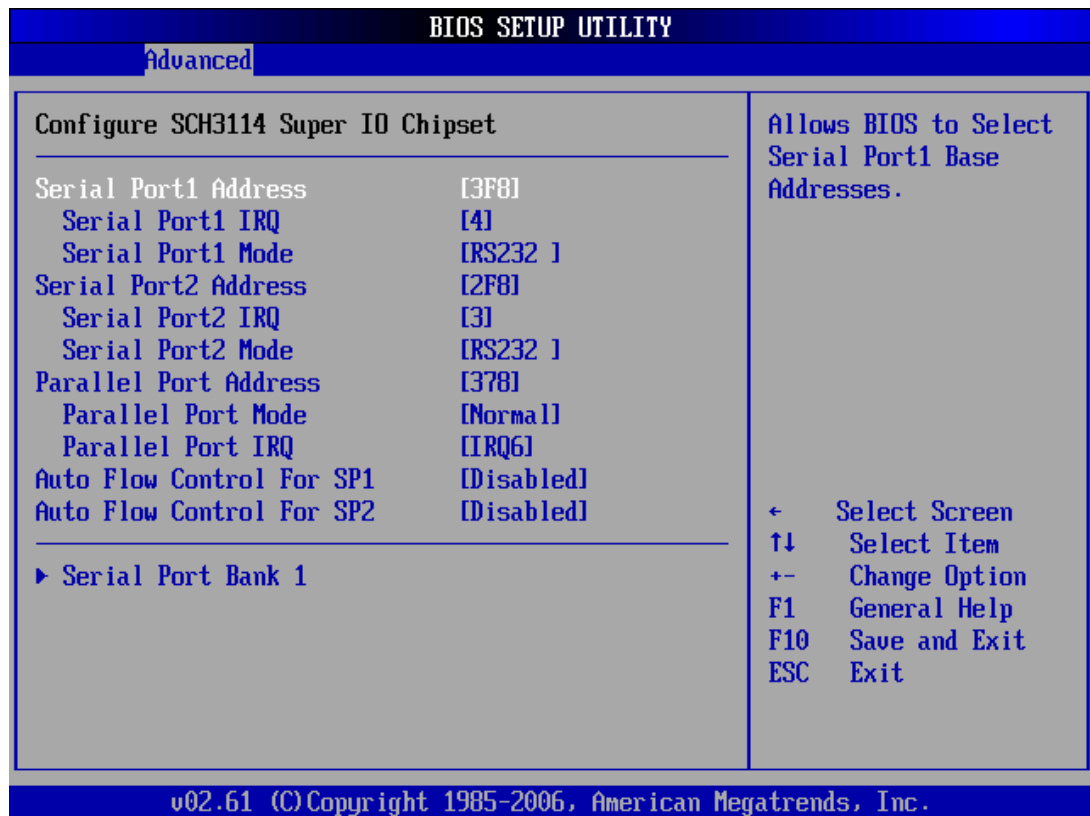 BIOS SETUP UTILITY
Advanced
Configure SCH3114 Super IO Chipset
Serial Port1 Address [3F8]
Serial Port1 IRQ [4]
Serial Port1 Mode [RS232 ]
Serial Port2 Address [2F8]
Serial Port2 IRQ [3]
Serial Port2 Mode [RS232 ]
Parallel Port Address [378]
Parallel Port Mode [Normal]
Parallel Port IRQ [IRQ6]
Auto Flow Control For SP1 [Disabled]
Auto Flow Control For SP2 [Disabled]
▶ Serial Port Bank 1
Allows BIOS to Select
Serial Port1 Base
Addresses.
← Select Screen
↑↓ Select Item
+- Change Option
F1 General Help
F10 Save and Exit
ESC Exit
v02.61 (C)Copyright 1985-2006, American Megatrends, Inc.